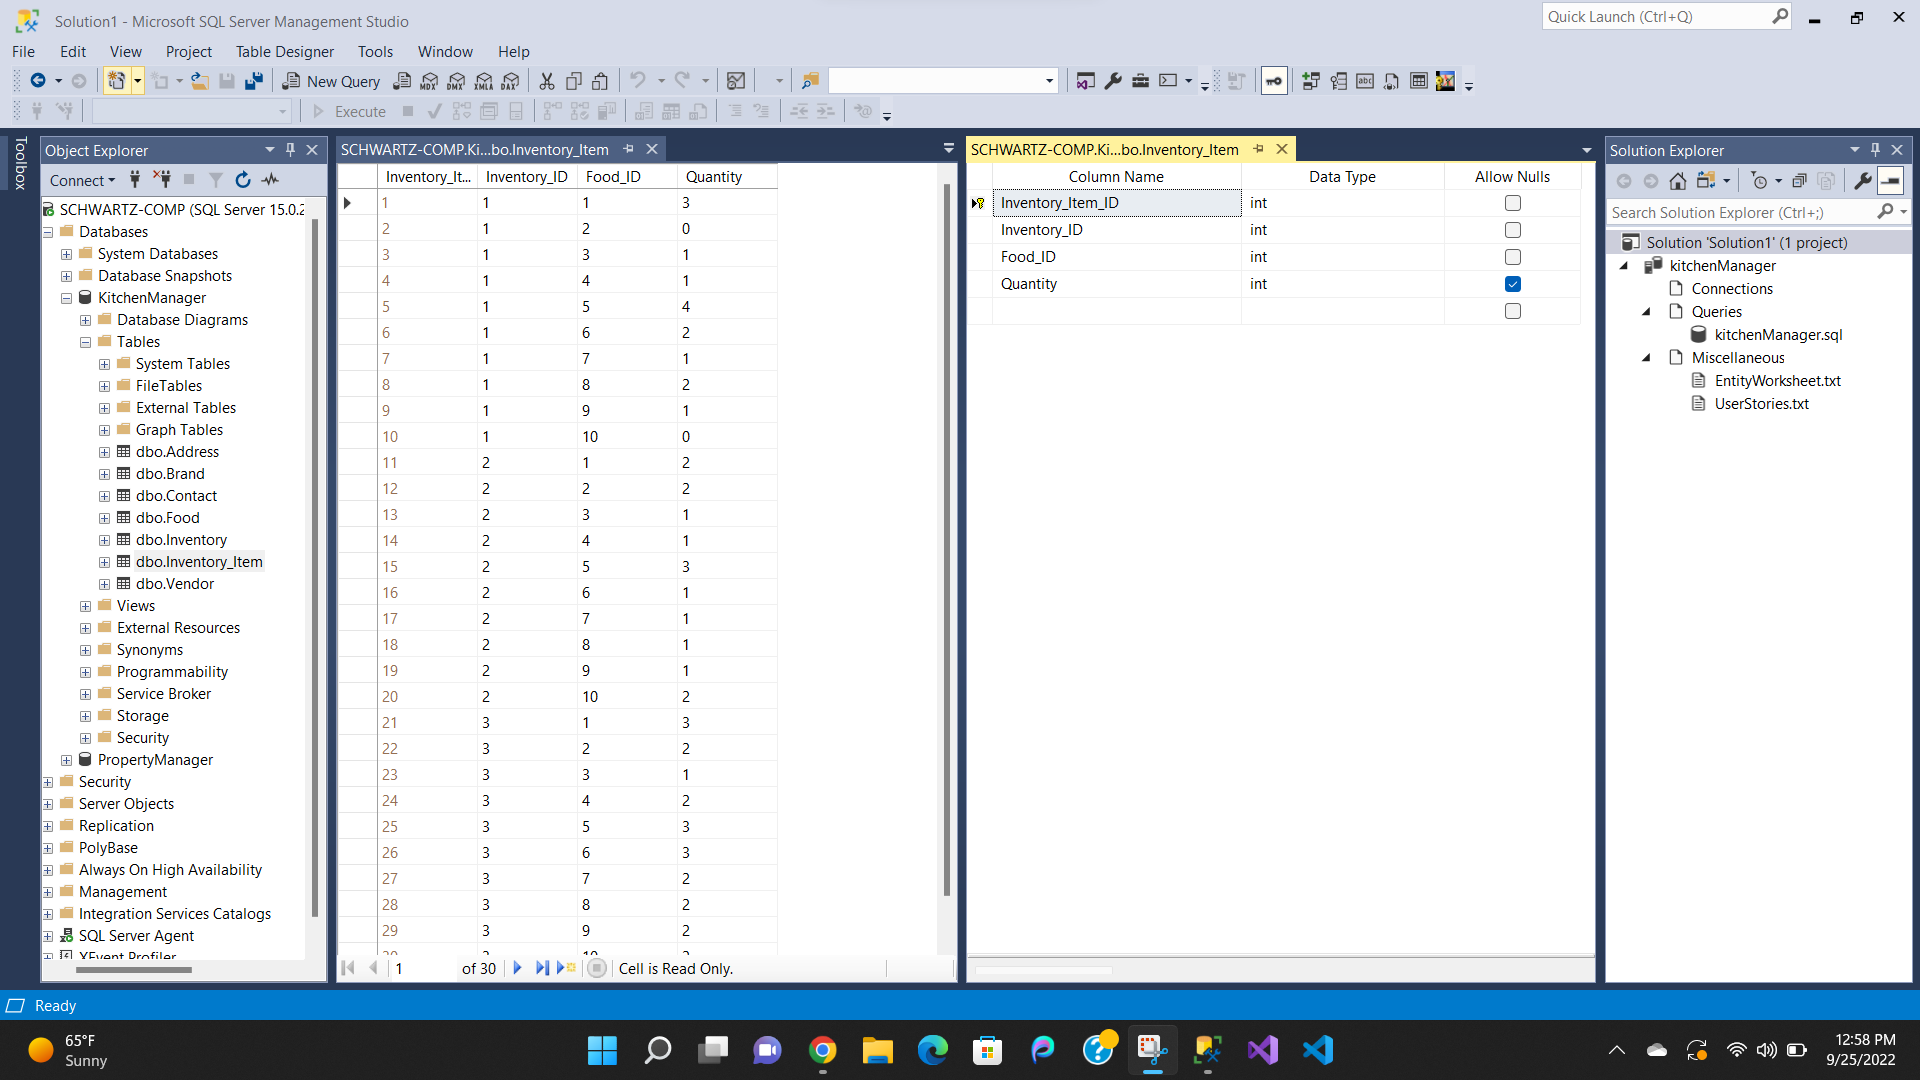 Solution1 - Microsoft SQL Server Management Studio
Quick Launch (Ctrl+Q)
File Edit View Project Table Designer Tools Window Help
New Query MDX DMX XMLA DAX
Execute
Toolbox
Object Explorer
Connect
SCHWARTZ-COMP (SQL Server 15.0.2
Databases
System Databases
Database Snapshots
KitchenManager
Database Diagrams
Tables
System Tables
FileTables
External Tables
Graph Tables
dbo.Address
dbo.Brand
dbo.Contact
dbo.Food
dbo.Inventory
dbo.Inventory_Item
dbo.Vendor
Views
External Resources
Synonyms
Programmability
Service Broker
Storage
Security
PropertyManager
Security
Server Objects
Replication
PolyBase
Always On High Availability
Management
Integration Services Catalogs
SQL Server Agent
XEvent Profiler
SCHWARTZ-COMP.Ki...bo.Inventory_Item
Inventory_It... Inventory_ID Food_ID Quantity
1 1 1 3
2 1 2 0
3 1 3 1
4 1 4 1
5 1 5 4
6 1 6 2
7 1 7 1
8 1 8 2
9 1 9 1
10 1 10 0
11 2 1 2
12 2 2 2
13 2 3 1
14 2 4 1
15 2 5 3
16 2 6 1
17 2 7 1
18 2 8 1
19 2 9 1
20 2 10 2
21 3 1 3
22 3 2 2
23 3 3 1
24 3 4 2
25 3 5 3
26 3 6 3
27 3 7 2
28 3 8 2
29 3 9 2
1 of 30 Cell is Read Only.
SCHWARTZ-COMP.Ki...bo.Inventory_Item
Column Name Data Type Allow Nulls
Inventory_Item_ID int
Inventory_ID int
Food_ID int
Quantity int
Solution Explorer
Search Solution Explorer (Ctrl+;)
Solution 'Solution1' (1 project)
kitchenManager
Connections
Queries
kitchenManager.sql
Miscellaneous
EntityWorksheet.txt
UserStories.txt
Ready
65°F
Sunny
12:58 PM
9/25/2022